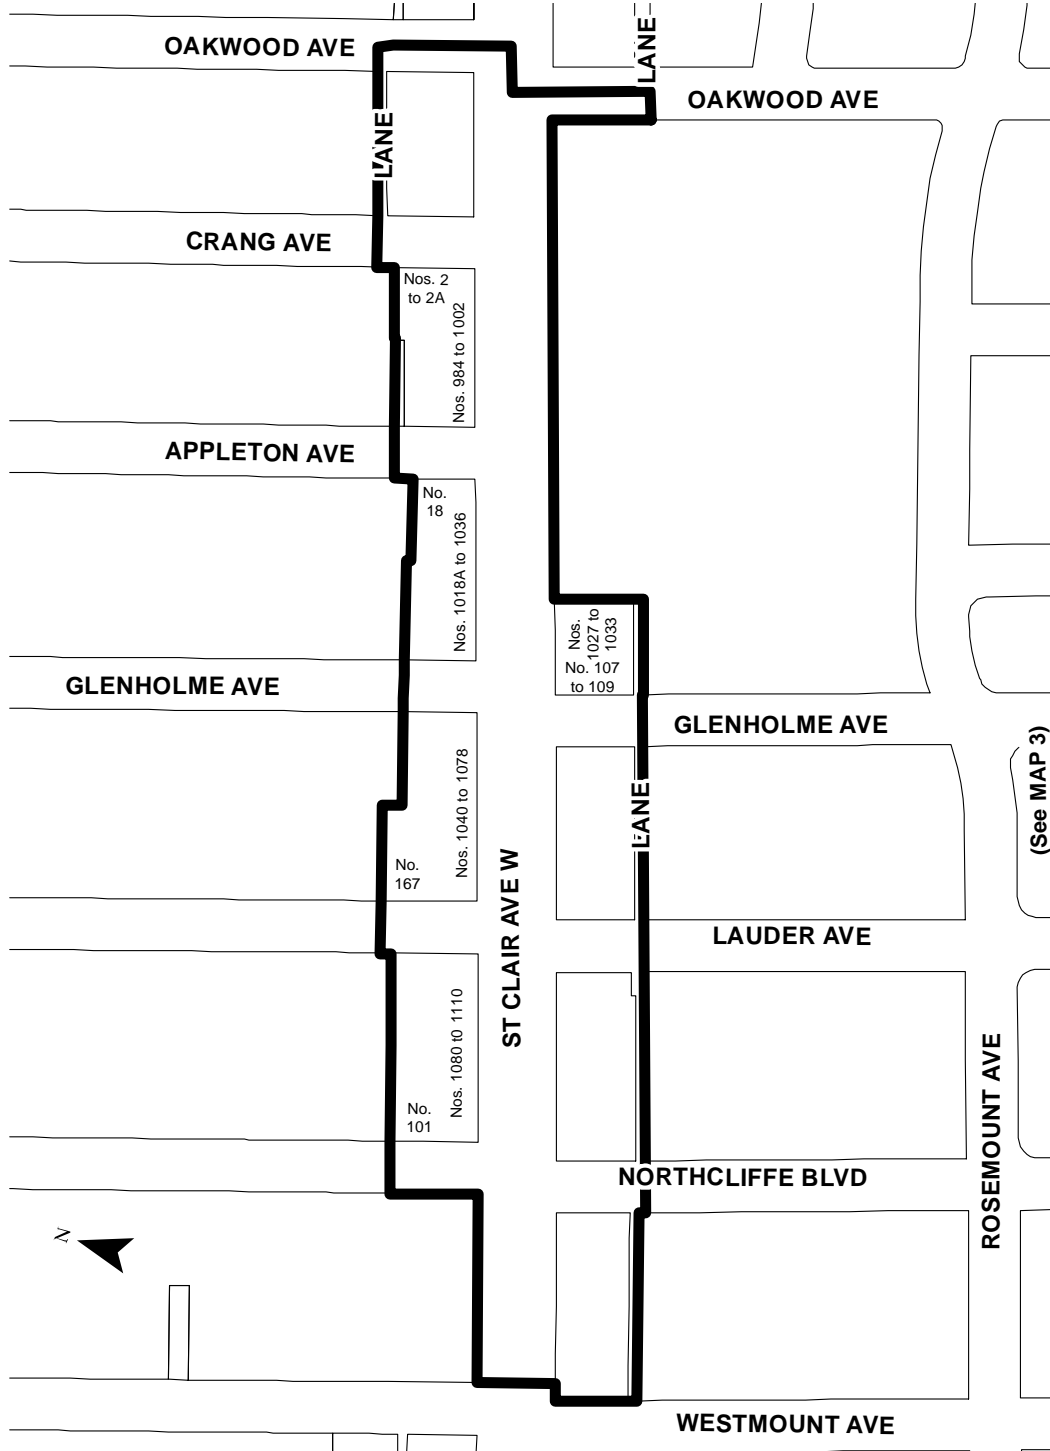 OAKWOOD AVE
LANE
OAKWOOD AVE
LANE
CRANG AVE
Nos. 2
to 2A
Nos. 984 to 1002
APPLETON AVE
No.
18
Nos. 1018A to 1036
Nos.
1027 to
1033
No. 107
to 109
GLENHOLME AVE
GLENHOLME AVE
(See MAP 3)
Nos. 1040 to 1078
LANE
No.
167
ST CLAIR AVE W
LAUDER AVE
Nos. 1080 t0 1110
No.
101
ROSEMOUNT AVE
NORTHCLIFFE BLVD
N
WESTMOUNT AVE